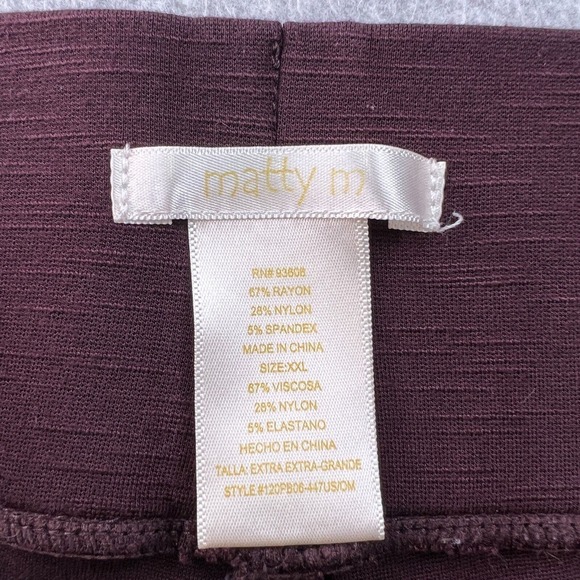 matty m
RN# 93608
67% RAYON
28% NYLON
5% SPANDEX
MADE IN CHINA
SIZE:XXL
67% VISCOSA
28% NYLON
5% ELASTANO
HECHO EN CHINA
TALLA: EXTRA EXTRA-GRANDE
STYLE #120PB06-447US/OM